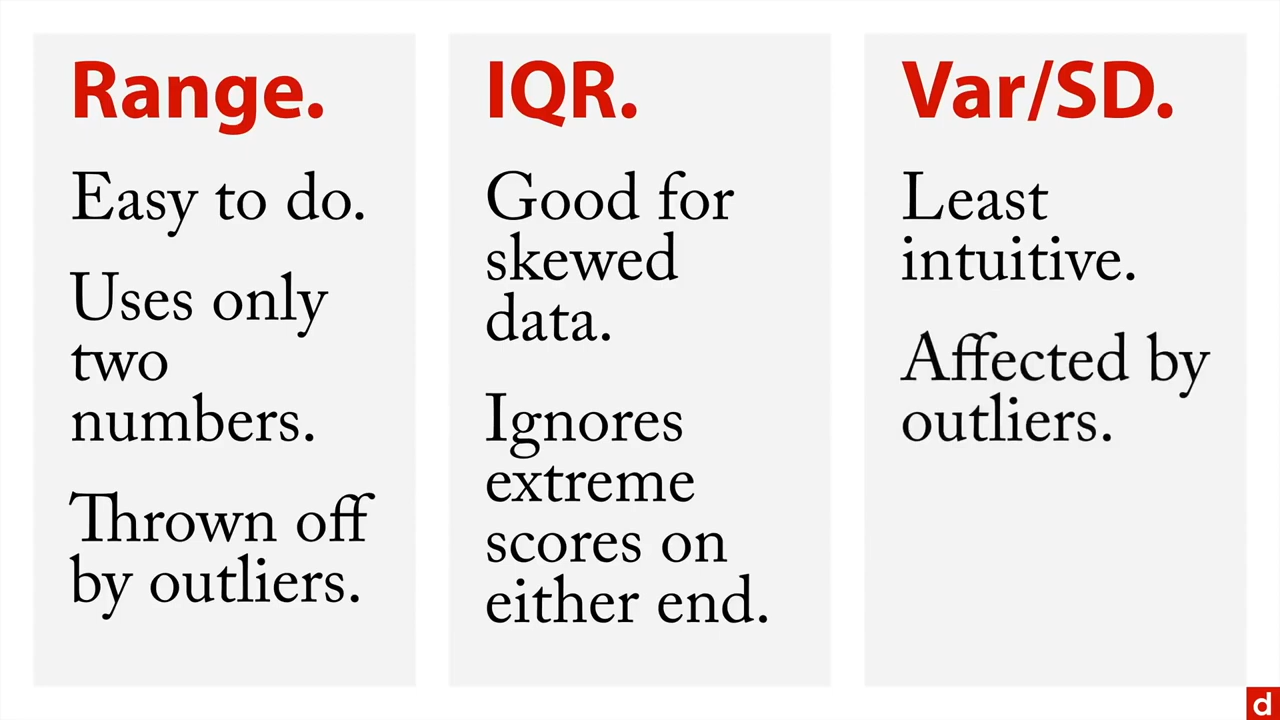 Range.
Easy to do.
Uses only
two
numbers.
Thrown off
by outliers.
IQR.
Good for
skewed
data.
Ignores
extreme
scores on
either end.
Var/SD.
Least
intuitive.
Affected by
outliers.
d